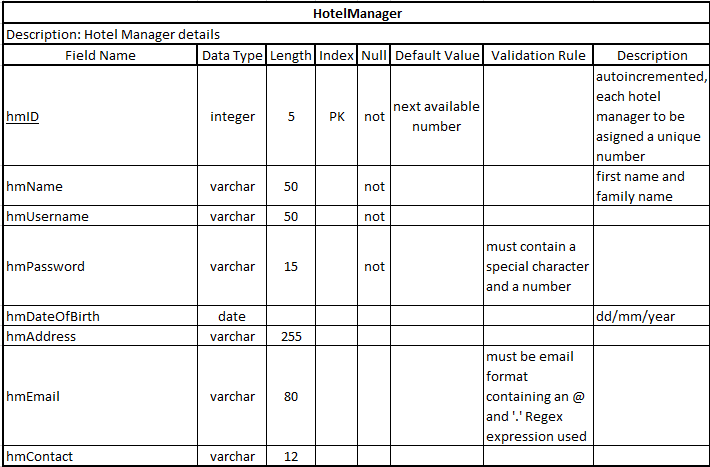 HotelManager
Description: Hotel Manager details
Field Name Data Type Length Index Null Default Value Validation Rule Description
hmID integer 5 PK not next available number autoincremented, each hotel manager to be asigned a unique number
hmName varchar 50 not first name and family name
hmUsername varchar 50 not
hmPassword varchar 15 not must contain a special character and a number
hmDateOfBirth date dd/mm/year
hmAddress varchar 255
hmEmail varchar 80 must be email format containing an @ and '.' Regex expression used
hmContact varchar 12